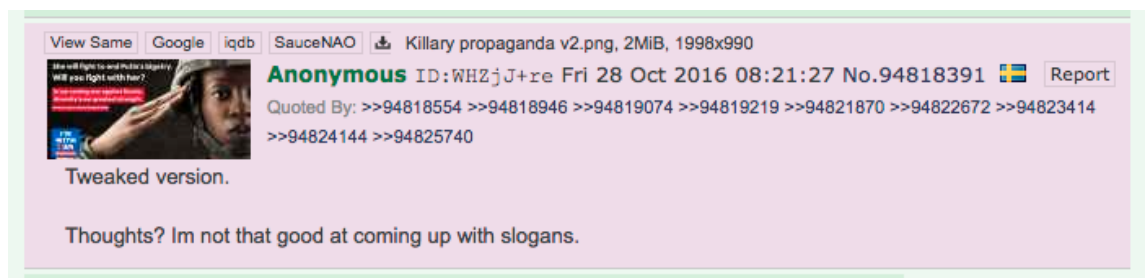 View Same Google iqdb SauceNAO Killary propaganda v2.png, 2MiB, 1998x990
She will fight to end Putin's bigotry.
Will you fight with her?
Anonymous ID:WHZjJ+re Fri 28 Oct 2016 08:21:27 No.94818391 Report
Quoted By: >>94818554 >>94818946 >>94819074 >>94819219 >>94821870 >>94822672 >>94823414
>>94824144 >>94825740
I'M
WITH
Tweaked version.
Thoughts? Im not that good at coming up with slogans.